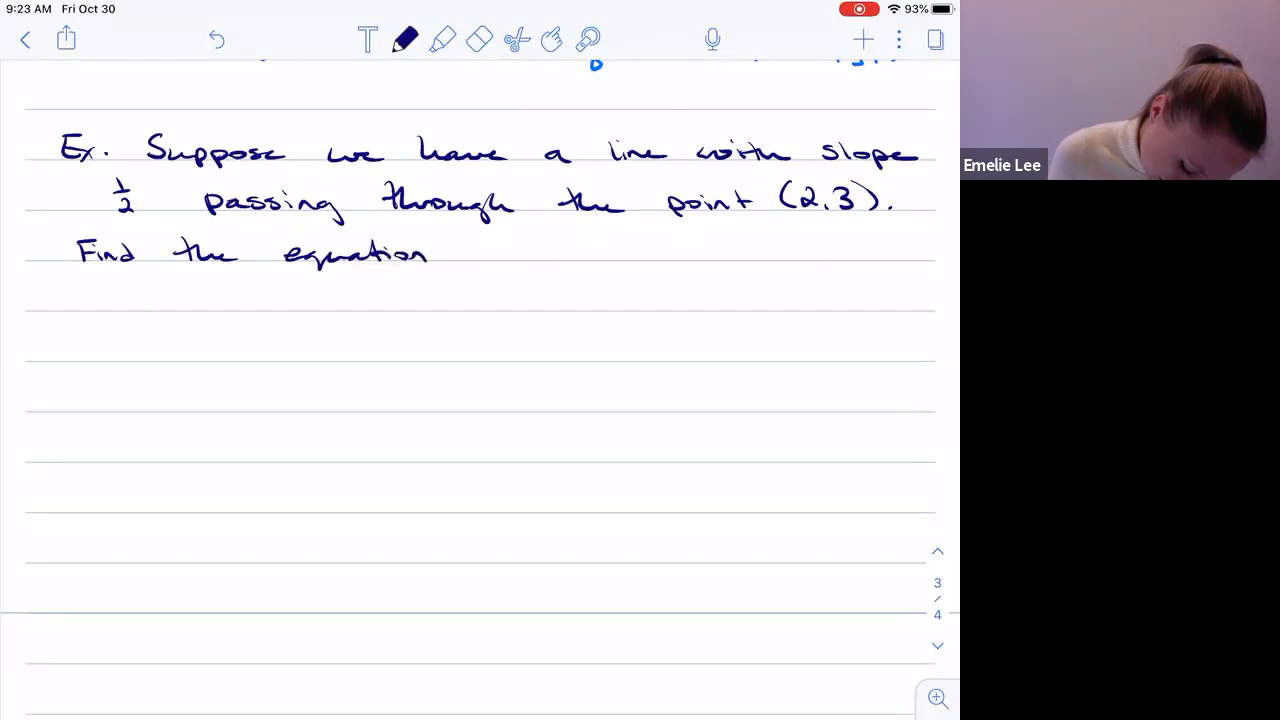 9:23 AM Fri Oct 30
93%
Ex. Suppose we have a line with slope
1/2 passing through the point (2,3).
Find the equation
Emelie Lee
3
/
4